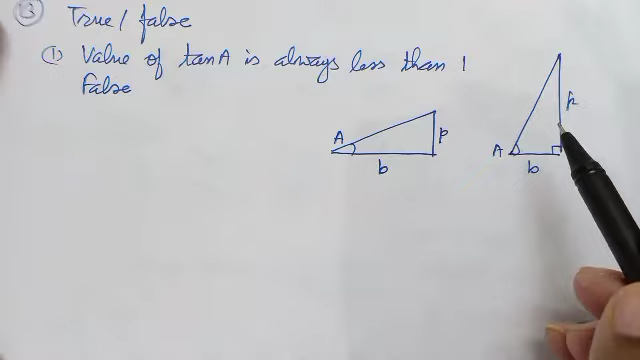 ③ True / false
① Value of tanA is always less than 1
False
A
p
b
A
p
b